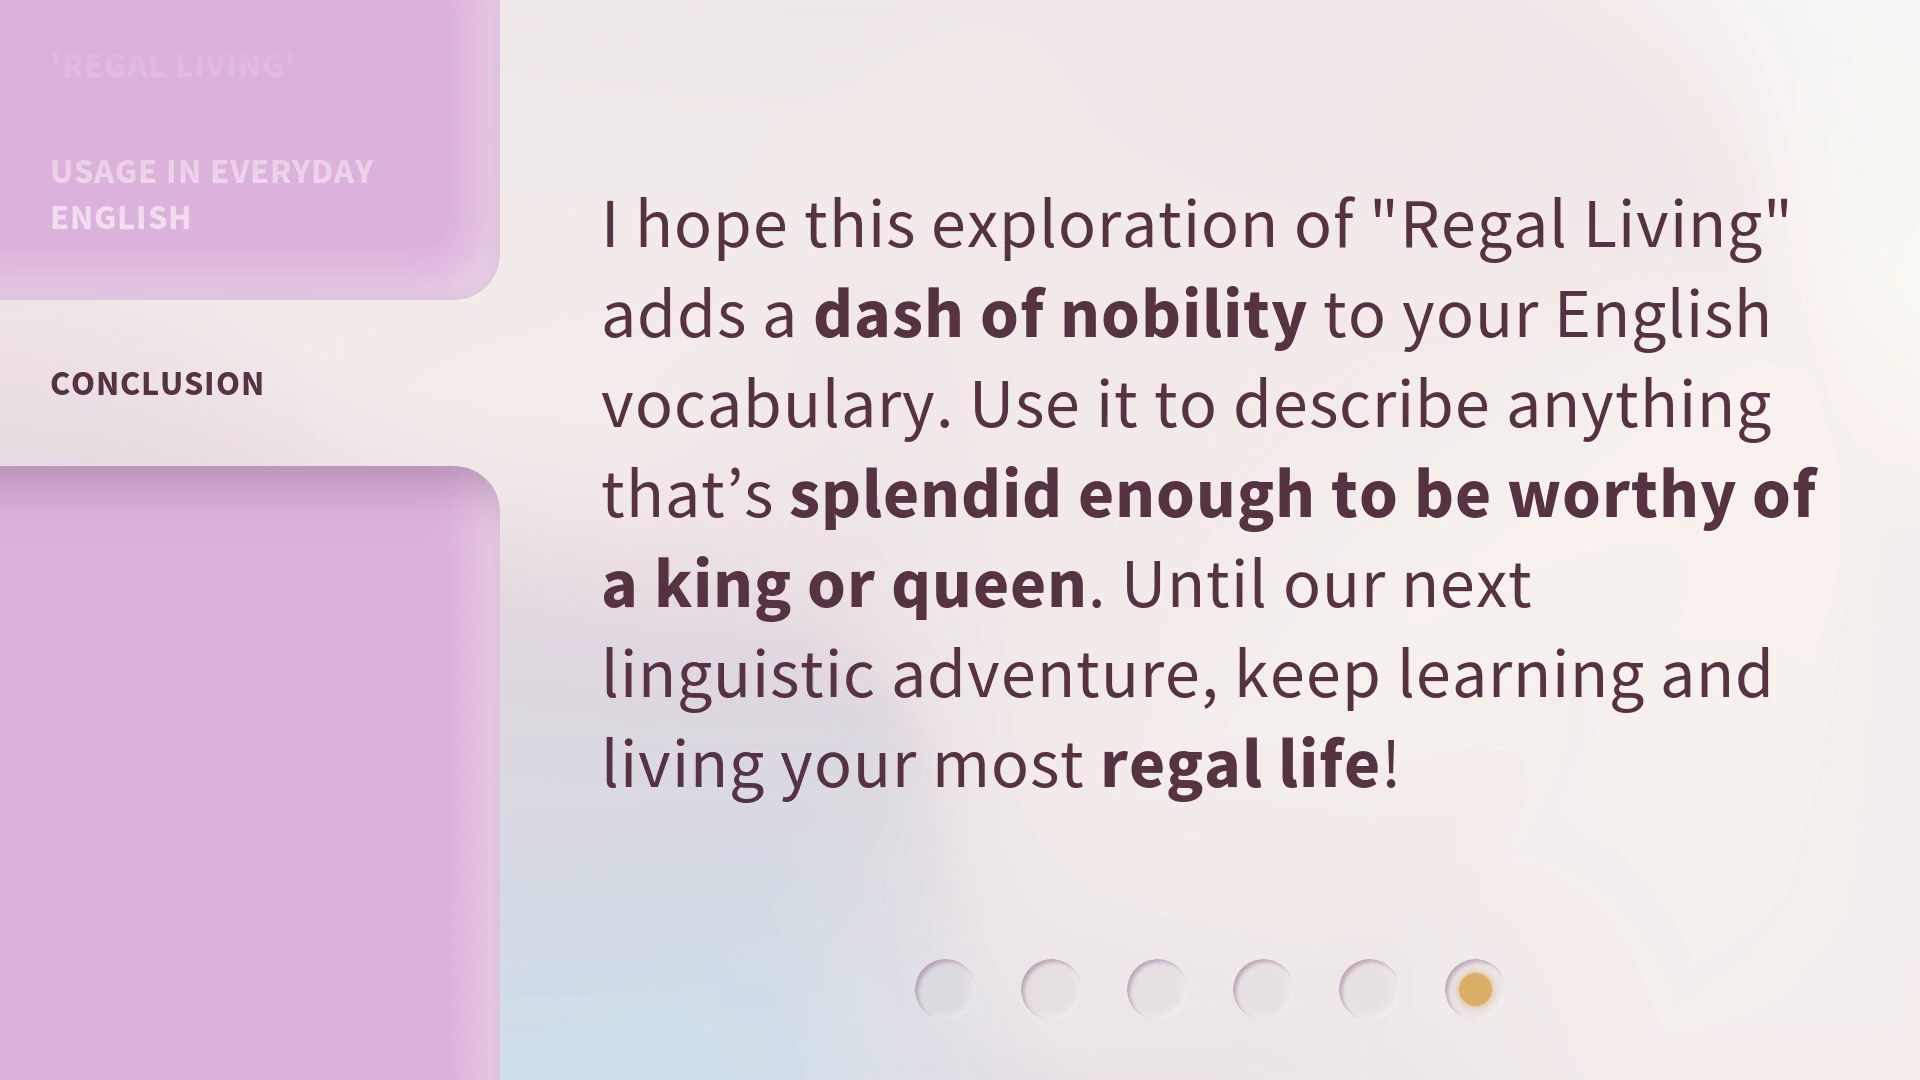 'REGAL LIVING'
USAGE IN EVERYDAY
ENGLISH
CONCLUSION
I hope this exploration of "Regal Living"
adds a dash of nobility to your English
vocabulary. Use it to describe anything
that’s splendid enough to be worthy of
a king or queen. Until our next
linguistic adventure, keep learning and
living your most regal life!